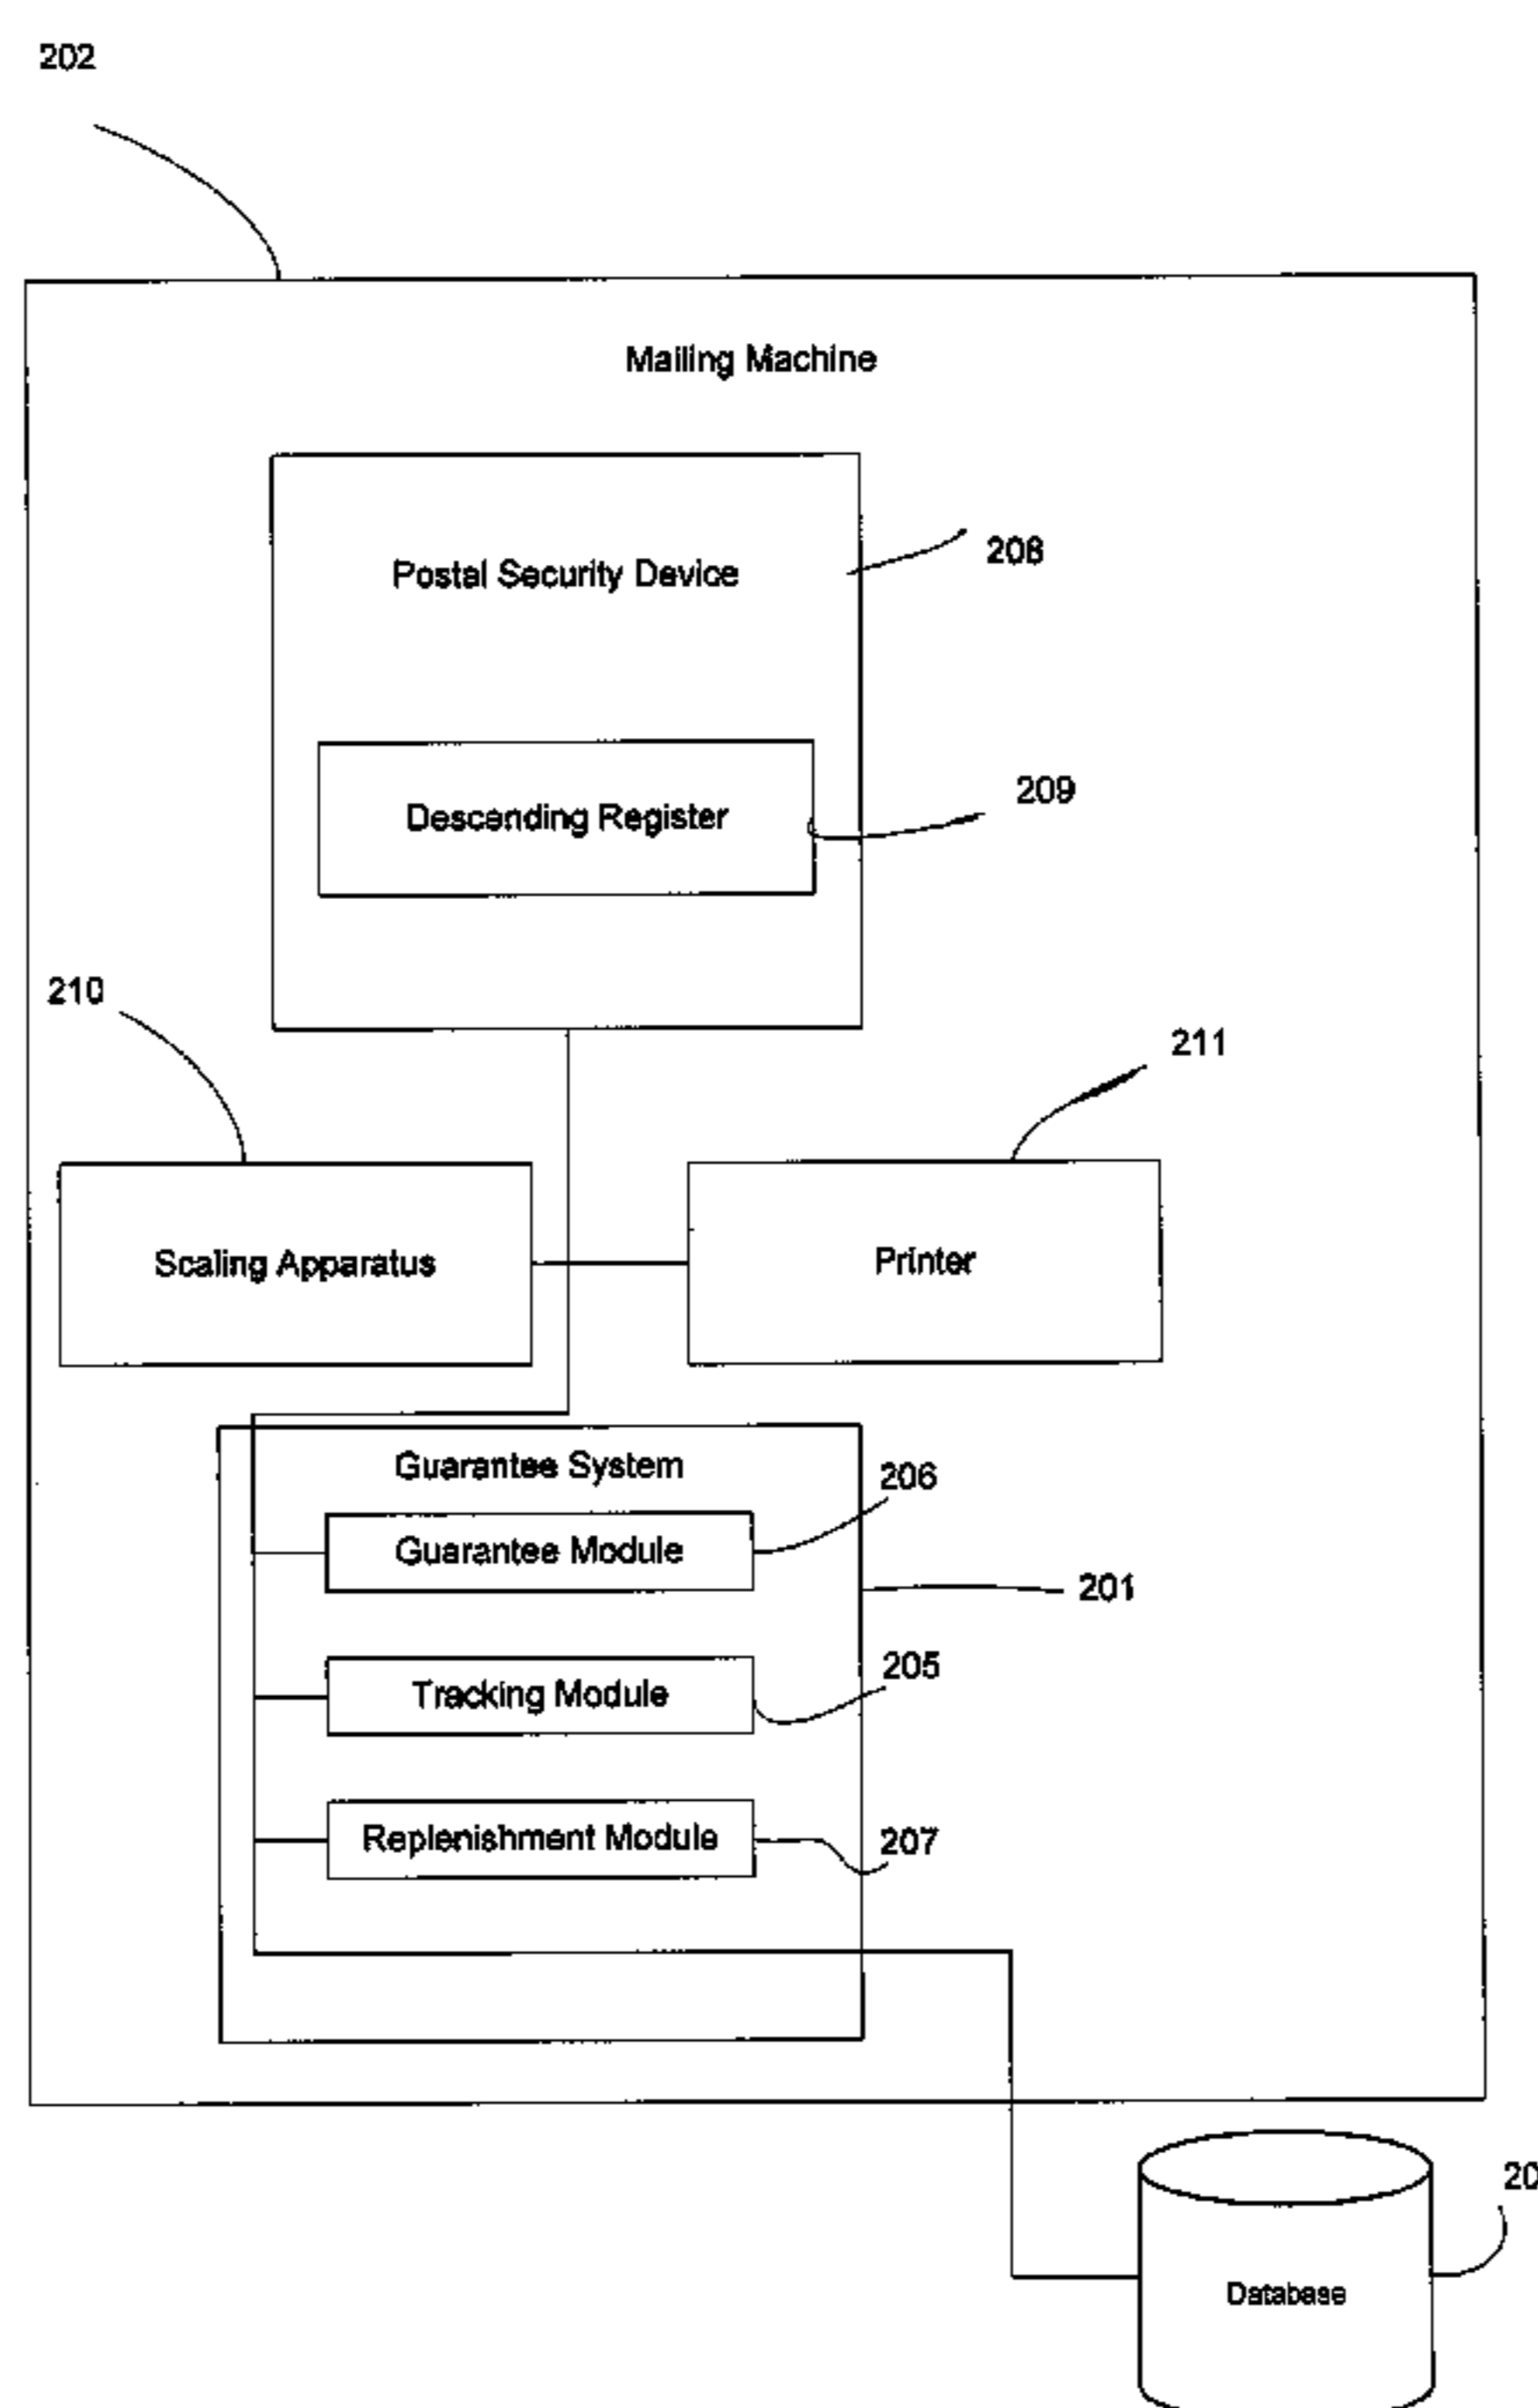 202
Mailing Machine
208
Postal Security Device
209
Descending Register
210
211
Scaling Apparatus
Printer
Guarantee System
206
Guarantee Module
201
205
Tracking Module
Replenishment Module
207
Database